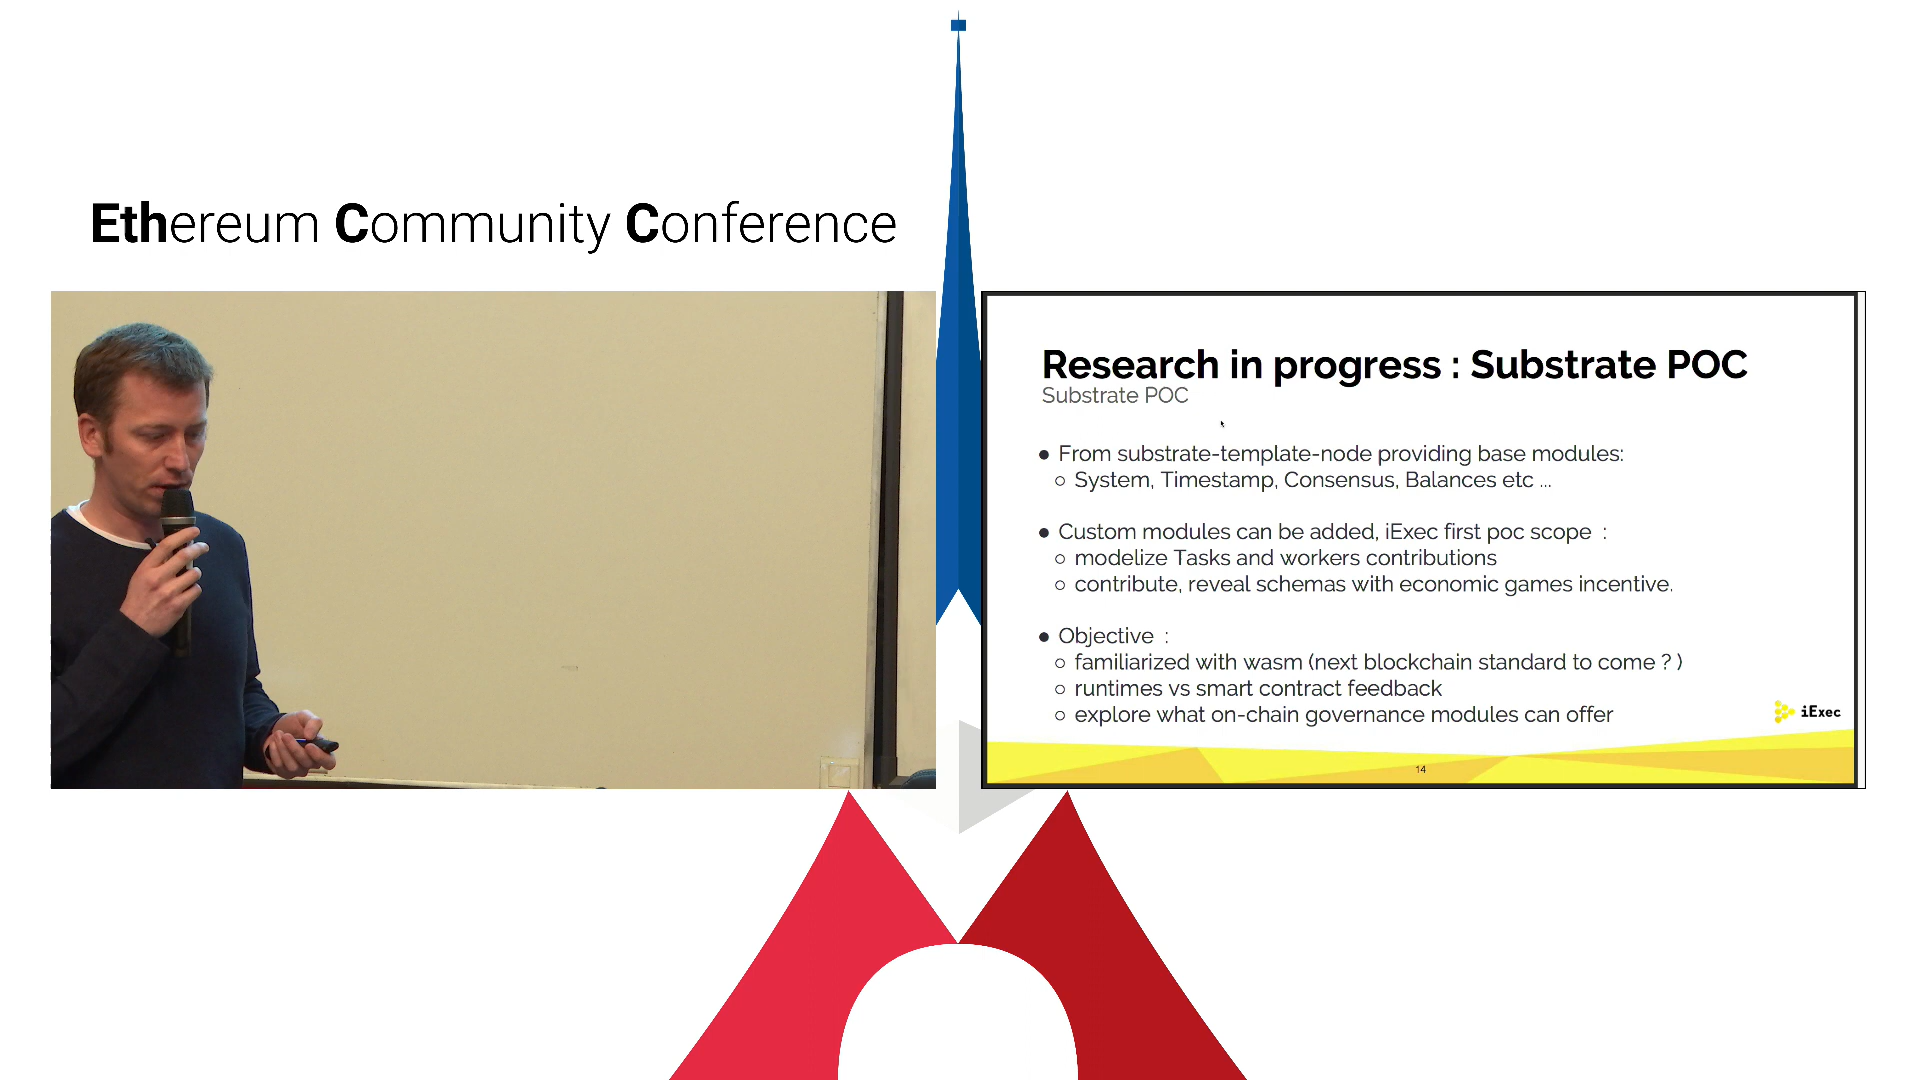 Ethereum Community Conference
Research in progress : Substrate POC
Substrate POC
● From substrate-template-node providing base modules:
○ System, Timestamp, Consensus, Balances etc ...
● Custom modules can be added, iExec first poc scope :
○ modelize Tasks and workers contributions
○ contribute, reveal schemas with economic games incentive.
● Objective :
○ familiarized with wasm (next blockchain standard to come ? )
○ runtimes vs smart contract feedback
○ explore what on-chain governance modules can offer
iExec
14